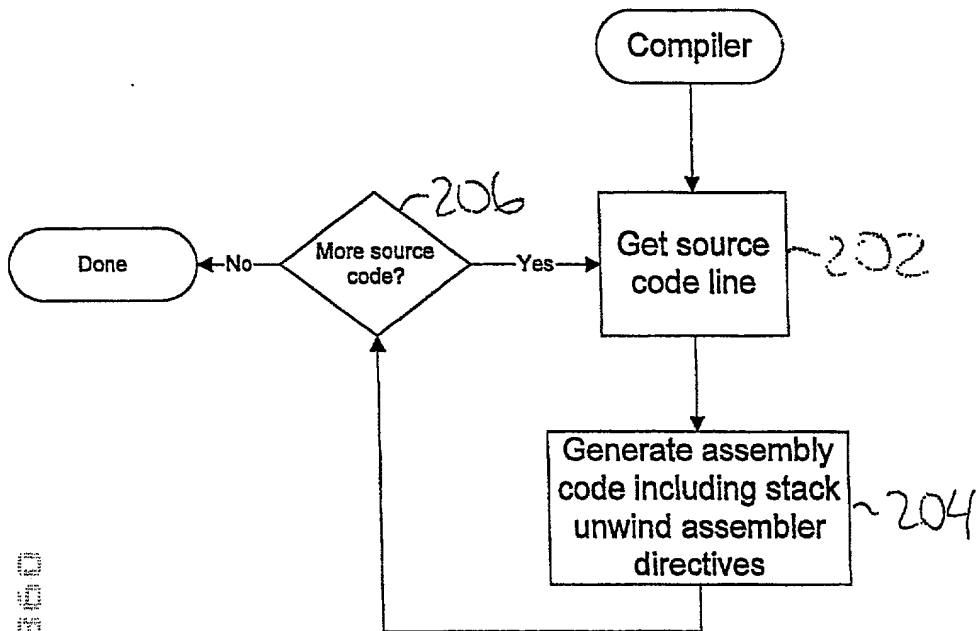 Compiler
206
Get source
code line
202
More source
code?
Yes
No
Done
Generate assembly
code including stack
unwind assembler
directives
204